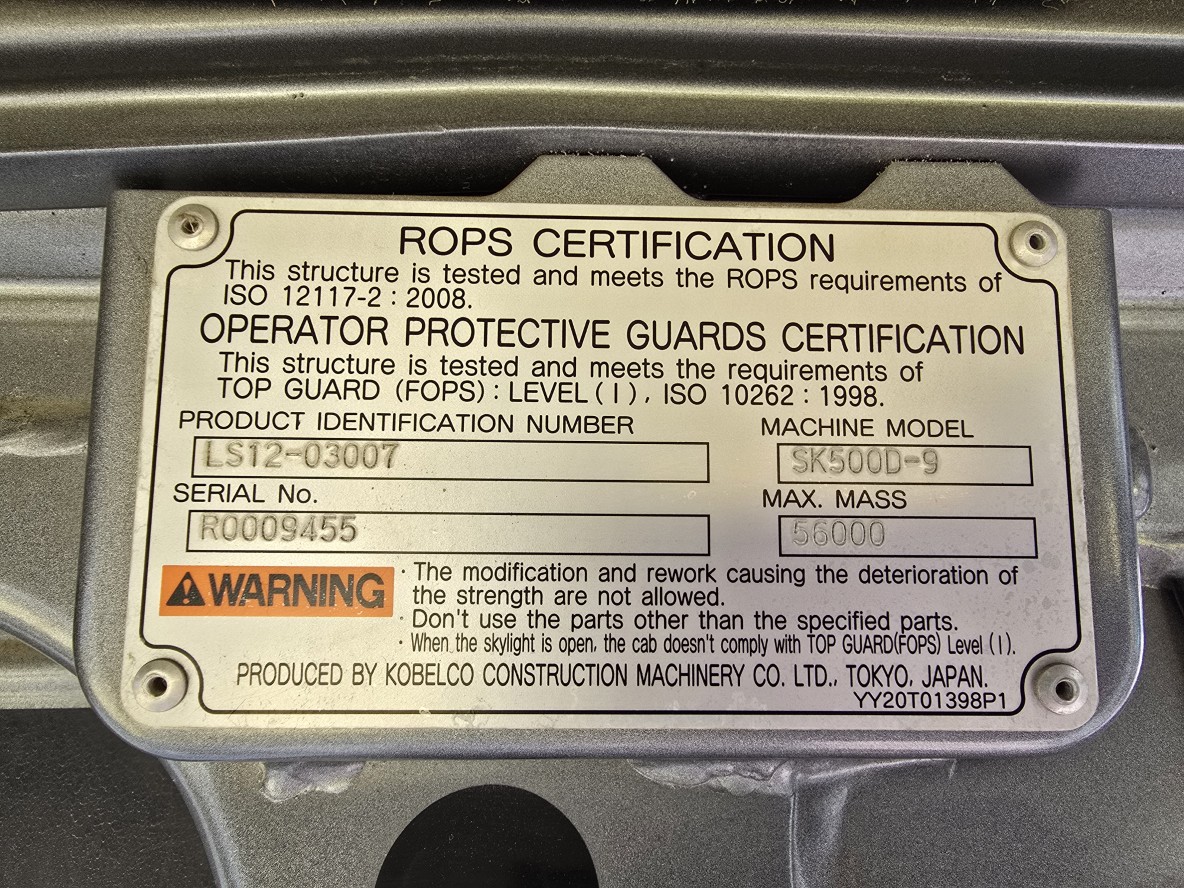 ROPS CERTIFICATION
This structure is tested and meets the ROPS requirements of
ISO 12117-2 : 2008.
OPERATOR PROTECTIVE GUARDS CERTIFICATION
This structure is tested and meets the requirements of
TOP GUARD (FOPS) : LEVEL (I), ISO 10262 : 1998.
PRODUCT IDENTIFICATION NUMBER
LS12-03007
MACHINE MODEL
SK500D-9
SERIAL No.
R0009455
MAX. MASS
56000
WARNING
· The modification and rework causing the deterioration of
the strength are not allowed.
· Don't use the parts other than the specified parts.
· When the skylight is open, the cab doesn't comply with TOP GUARD(FOPS) Level (I).
PRODUCED BY KOBELCO CONSTRUCTION MACHINERY CO. LTD., TOKYO, JAPAN.
YY20T01398P1